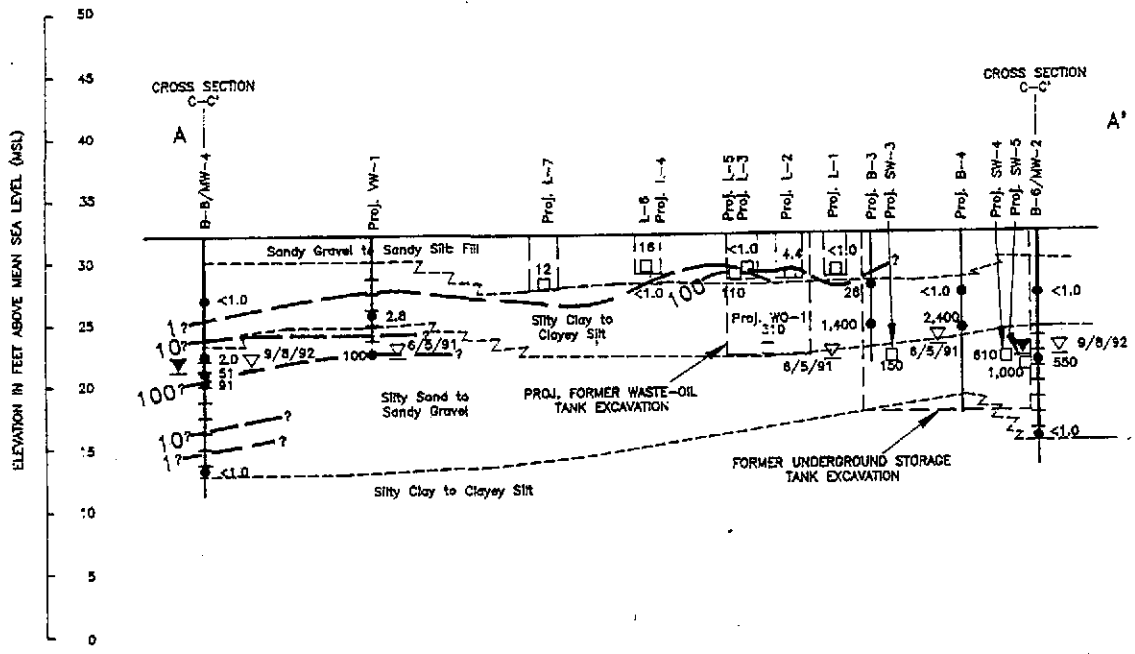 50
45
40
35
30
25
20
15
10
5
0
ELEVATION IN FEET ABOVE MEAN SEA LEVEL (MSL)
CROSS SECTION
C-C'
A
CROSS SECTION
C-C'
A'
B-8/MW-4
Proj. VW-1
Proj. L-7
L-6
Proj. L-4
Proj. L-5
Proj. L-3
Proj. L-2
Proj. L-1
Proj. B-3
Proj. SW-3
Proj. B-4
Proj. SW-4
Proj. SW-5
B-6/MW-2
Sandy Gravel to Sandy Silt Fill
12
16
<1.0
<1.0
4.4
<1.0
?
<1.0
100
110
26
<1.0
<1.0
1?
2.8
Silty Clay to
Clayey Silt
Proj. WO-1
310
1,400
2,400
10?
100
6/5/91
?
2.0
9/8/92
51
91
100?
6/5/91
150
6/5/91
610
1,000
9/8/92
550
Silty Sand to
Sandy Gravel
PROJ. FORMER WASTE-OIL
TANK EXCAVATION
10?
?
1?
?
<1.0
?
<1.0
FORMER UNDERGROUND STORAGE
TANK EXCAVATION
Silty Clay to Clayey Silt